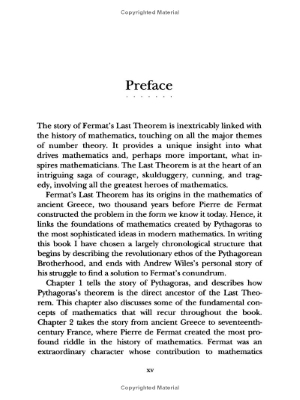 Copyrighted Material
Preface
The story of Fermat's Last Theorem is inextricably linked with
the history of mathematics, touching on all the major themes
of number theory. It provides a unique insight into what
drives mathematics and, perhaps more important, what in-
spires mathematicians. The Last Theorem is at the heart of an
intriguing saga of courage, skulduggery, cunning, and trag-
edy, involving all the greatest heroes of mathematics.
Fermat's Last Theorem has its origins in the mathematics of
ancient Greece, two thousand years before Pierre de Fermat
constructed the problem in the form we know it today. Hence, it
links the foundations of mathematics created by Pythagoras to
the most sophisticated ideas in modern mathematics. In writing
this book I have chosen a largely chronological structure that
begins by describing the revolutionary ethos of the Pythagorean
Brotherhood, and ends with Andrew Wiles's personal story of
his struggle to find a solution to Fermat's conundrum.
Chapter 1 tells the story of Pythagoras, and describes how
Pythagoras's theorem is the direct ancestor of the Last Theo-
rem. This chapter also discusses some of the fundamental con-
cepts of mathematics that will recur throughout the book.
Chapter 2 takes the story from ancient Greece to seventeenth-
century France, where Pierre de Fermat created the most pro-
found riddle in the history of mathematics. Fermat was an
extraordinary character whose contribution to mathematics
xv
Copyrighted Material